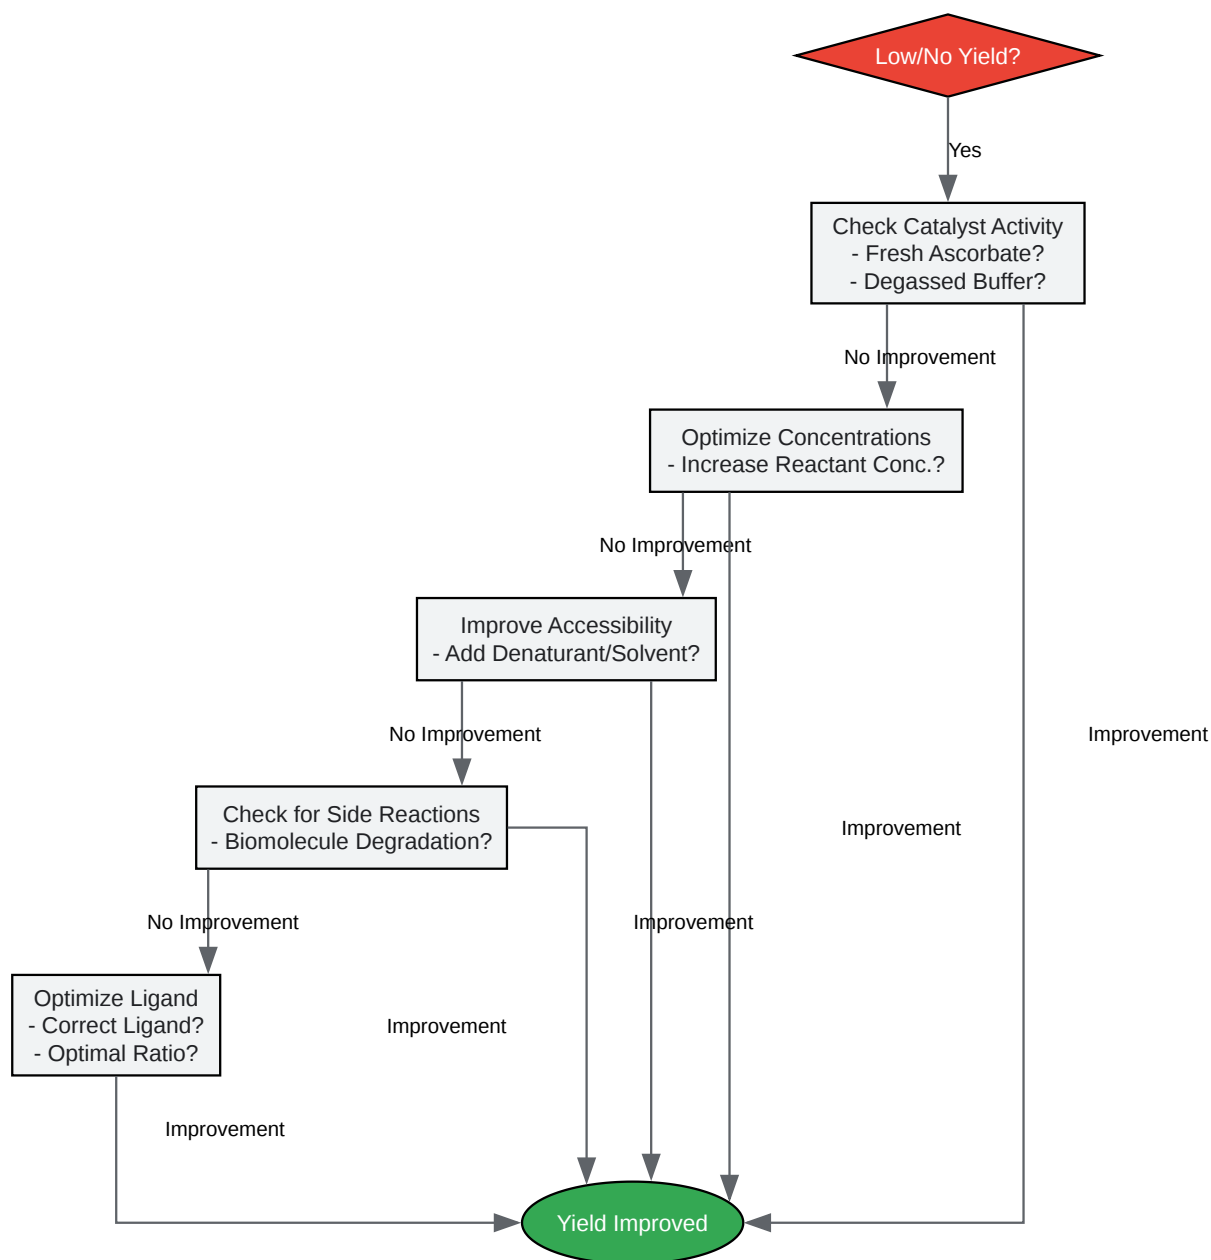 Low/No Yield?
Yes
Check Catalyst Activity
- Fresh Ascorbate?
- Degassed Buffer?
No Improvement
Optimize Concentrations
- Increase Reactant Conc.?
No Improvement
Improve Accessibility
- Add Denaturant/Solvent?
No Improvement
Improvement
Check for Side Reactions
- Biomolecule Degradation?
Improvement
No Improvement
Improvement
Optimize Ligand
- Correct Ligand?
- Optimal Ratio?
Improvement
Improvement
Yield Improved